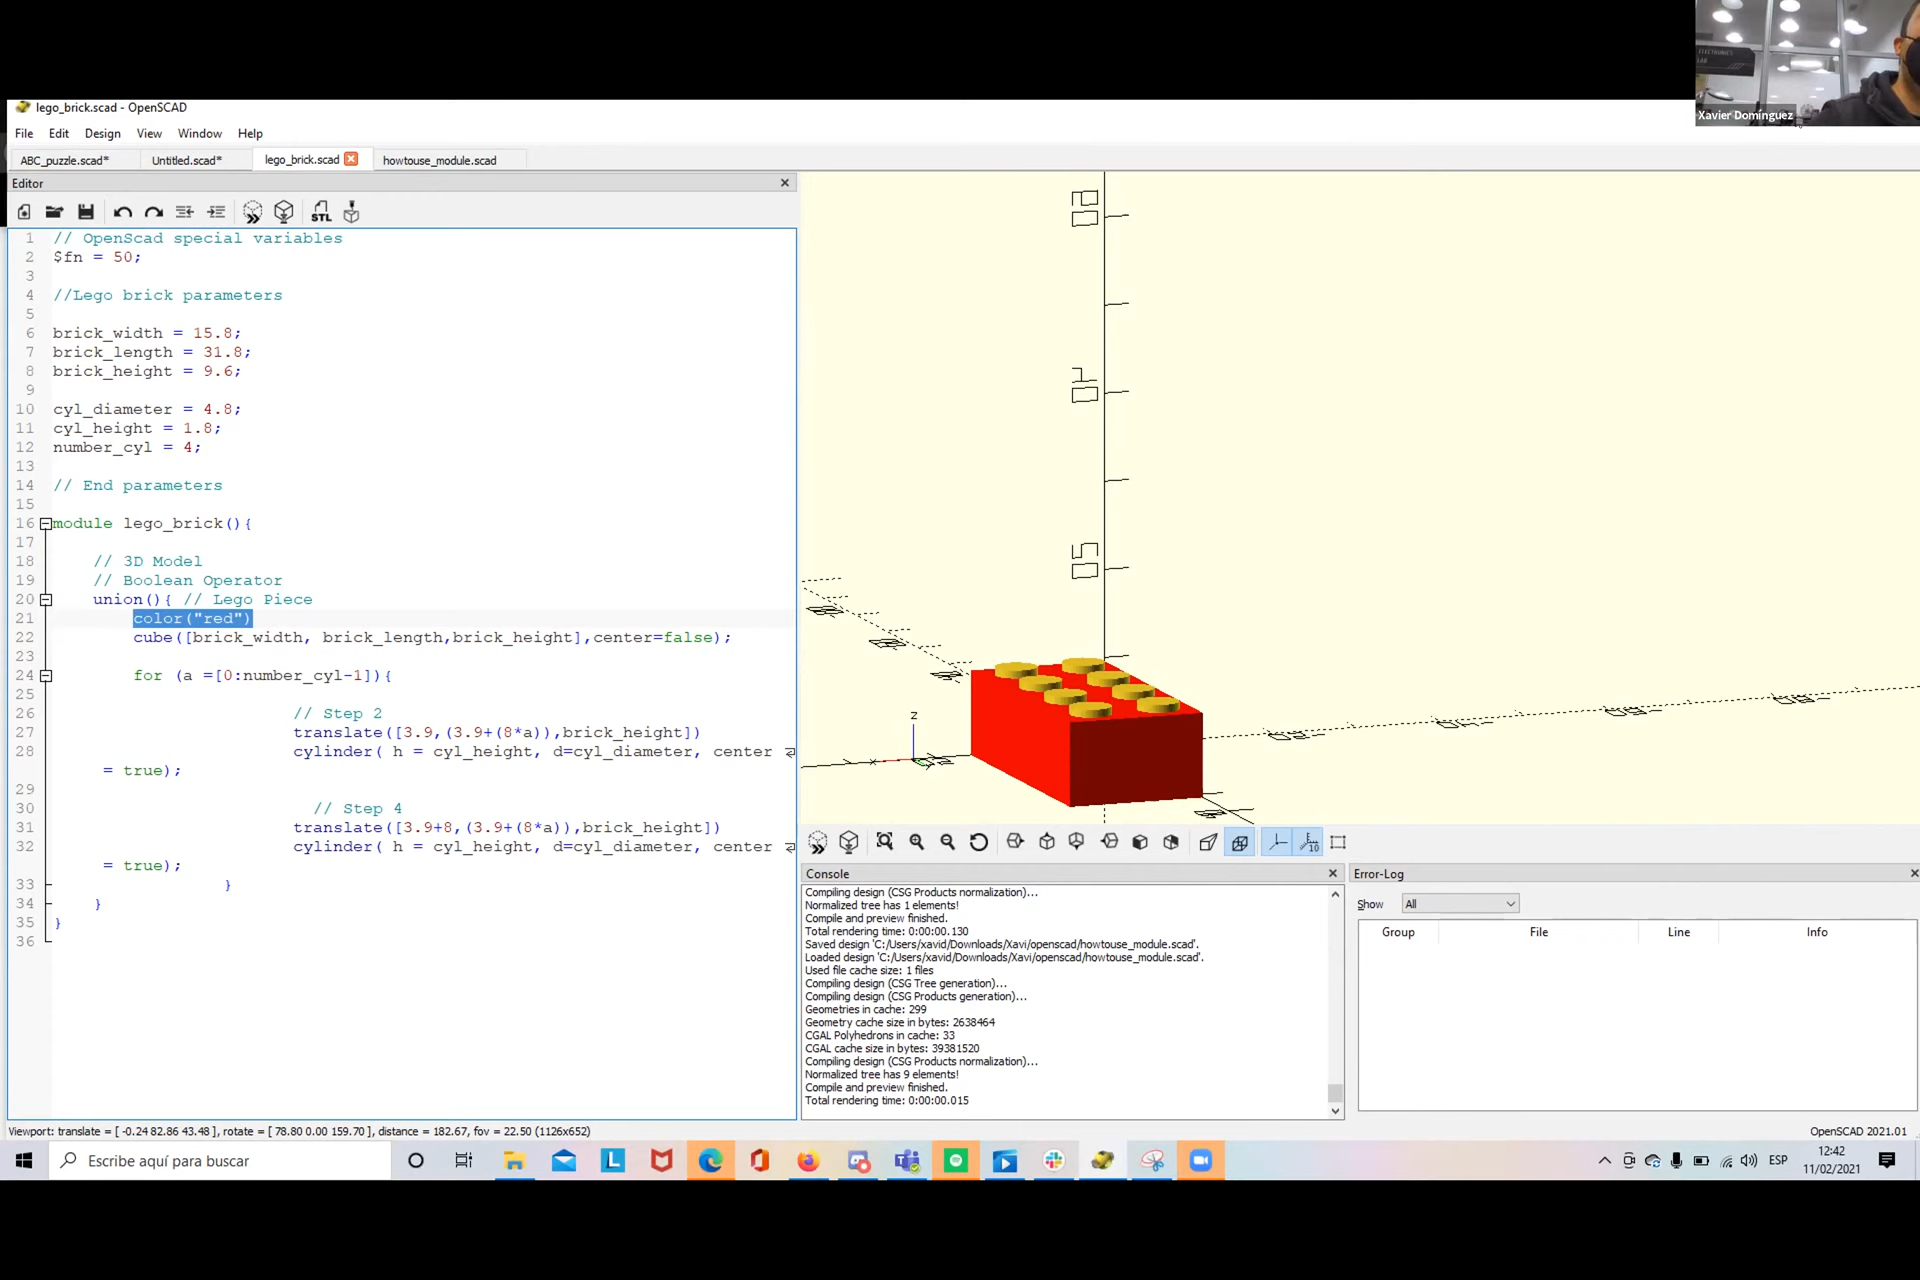 ELECTRONICS
LAB
Xavier Domínguez
lego_brick.scad - OpenSCAD
File Edit Design View Window Help
ABC_puzzle.scad* Untitled.scad* lego_brick.scad howtouse_module.scad
Editor
STL
1 // OpenScad special variables
2 $fn = 50;
3
4 //Lego brick parameters
5
6 brick_width = 15.8;
7 brick_length = 31.8;
8 brick_height = 9.6;
9
10 cyl_diameter = 4.8;
11 cyl_height = 1.8;
12 number_cyl = 4;
13
14 // End parameters
15
16 module lego_brick(){
17
18 // 3D Model
19 // Boolean Operator
20 union(){ // Lego Piece
21 color("red")
22 cube([brick_width, brick_length,brick_height],center=false);
23
24 for (a =[0:number_cyl-1]){
25
26 // Step 2
27 translate([3.9,(3.9+(8*a)),brick_height])
28 cylinder( h = cyl_height, d=cyl_diameter, center
= true);
29
30 // Step 4
31 translate([3.9+8,(3.9+(8*a)),brick_height])
32 cylinder( h = cyl_height, d=cyl_diameter, center
= true);
33 }
34 }
35 }
36
z
x
10
Console
Compiling design (CSG Products normalization)...
Normalized tree has 1 elements!
Compile and preview finished.
Total rendering time: 0:00:00.130
Saved design 'C:/Users/xavid/Downloads/Xavi/openscad/howtouse_module.scad'.
Loaded design 'C:/Users/xavid/Downloads/Xavi/openscad/howtouse_module.scad'.
Used file cache size: 1 files
Compiling design (CSG Tree generation)...
Compiling design (CSG Products generation)...
Geometries in cache: 299
Geometry cache size in bytes: 2638464
CGAL Polyhedrons in cache: 33
CGAL cache size in bytes: 39381520
Compiling design (CSG Products normalization)...
Normalized tree has 9 elements!
Compile and preview finished.
Total rendering time: 0:00:00.015
Error-Log
Show All
Group File Line Info
Viewport: translate = [ -0.24 82.86 43.48 ], rotate = [ 78.80 0.00 159.70 ], distance = 182.67, fov = 22.50 (1126x652)
OpenSCAD 2021.01
Escribe aquí para buscar
L
ESP
12:42
11/02/2021